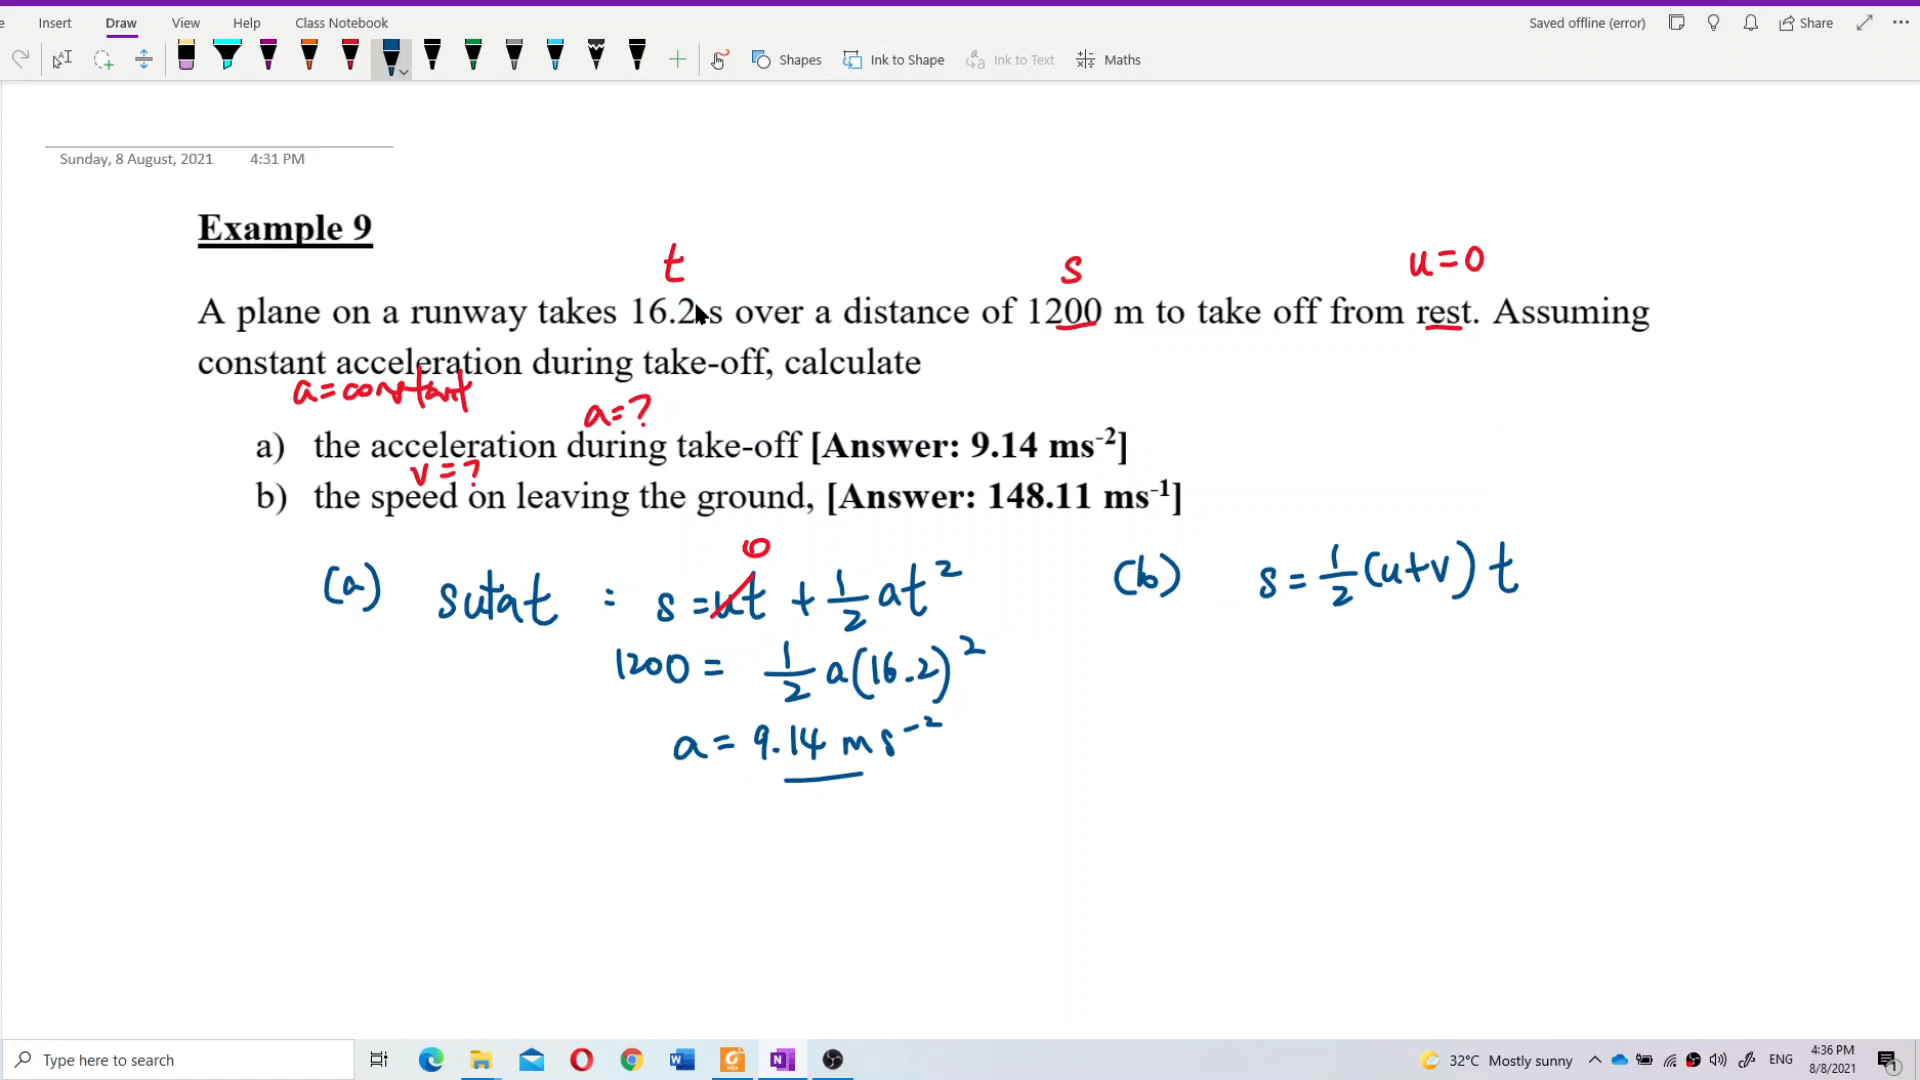 Insert Draw View Help Class Notebook Saved offline (error) Share
Shapes Ink to Shape Ink to Text Maths
Sunday, 8 August, 2021 4:31 PM
Example 9
t s u=0
A plane on a runway takes 16.2 s over a distance of 1200 m to take off from rest. Assuming
constant acceleration during take-off, calculate
a=constant a=?
a) the acceleration during take-off [Answer: 9.14 ms⁻²]
v=?
b) the speed on leaving the ground, [Answer: 148.11 ms⁻¹]
0
(a) sutat : s = ut + 1/2 at² (b) s = 1/2 (u+v) t
1200 = 1/2 a(16.2)²
a = 9.14 ms⁻²
Type here to search 32°C Mostly sunny ENG 4:36 PM
8/8/2021 1